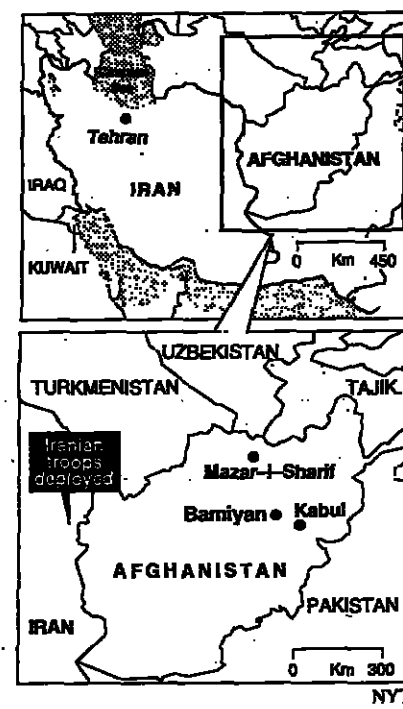 Tehran
IRAQ
IRAN
AFGHANISTAN
KUWAIT
0 Km 450
UZBEKISTAN
TURKMENISTAN
TAJIK.
Iranian
troops
deployed
Mazar-I-Sharif
Bamiyan
Kabul
AFGHANISTAN
PAKISTAN
IRAN
0 Km 300
NYT